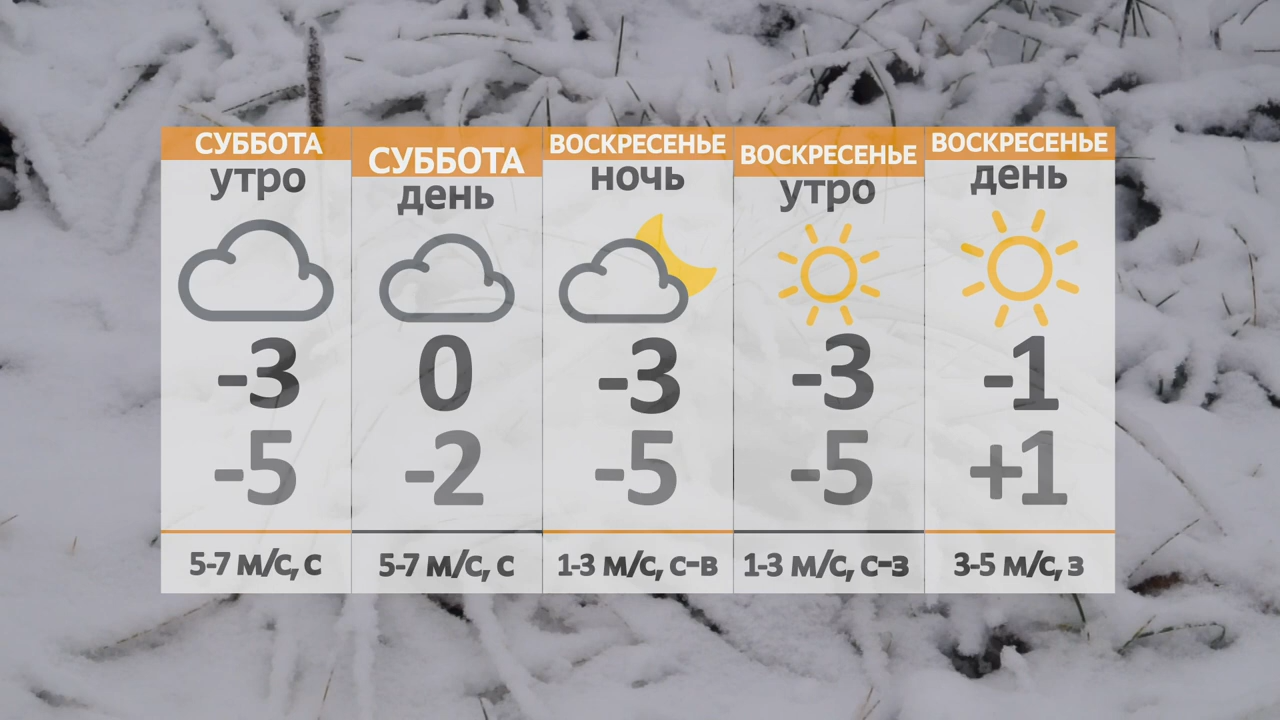 СУББОТА
утро
-3
-5
5-7 м/с, с
СУББОТА
день
0
-2
5-7 м/с, с
ВОСКРЕСЕНЬЕ
ночь
-3
-5
1-3 м/с, с-в
ВОСКРЕСЕНЬЕ
утро
-3
-5
1-3 м/с, с-з
ВОСКРЕСЕНЬЕ
день
-1
+1
3-5 м/с, з